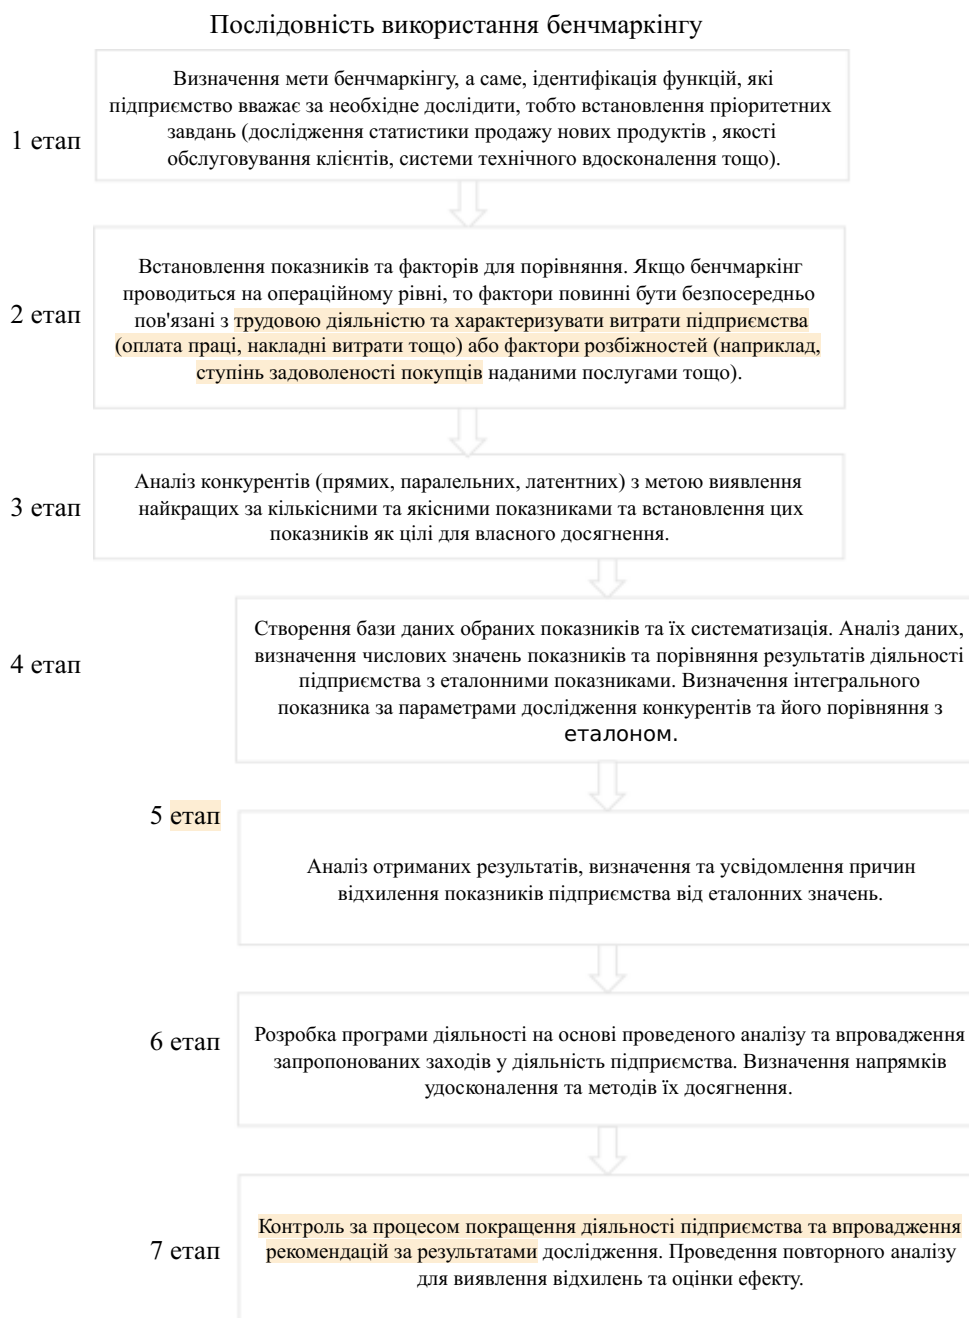 Послідовність використання бенчмаркінгу
1 етап
Визначення мети бенчмаркінгу, а саме, ідентифікація функцій, які
підприємство вважає за необхідне дослідити, тобто встановлення пріоритетних
завдань (дослідження статистики продажу нових продуктів , якості
обслуговування клієнтів, системи технічного вдосконалення тощо).
2 етап
Встановлення показників та факторів для порівняння. Якщо бенчмаркінг
проводиться на операційному рівні, то фактори повинні бути безпосередньо
пов'язані з трудовою діяльністю та характеризувати витрати підприємства
(оплата праці, накладні витрати тощо) або фактори розбіжностей (наприклад,
ступінь задоволеності покупців наданими послугами тощо).
3 етап
Аналіз конкурентів (прямих, паралельних, латентних) з метою виявлення
найкращих за кількісними та якісними показниками та встановлення цих
показників як цілі для власного досягнення.
4 етап
Створення бази даних обраних показників та їх систематизація. Аналіз даних,
визначення числових значень показників та порівняння результатів діяльності
підприємства з еталонними показниками. Визначення інтегрального
показника за параметрами дослідження конкурентів та його порівняння з
еталоном.
5 етап
Аналіз отриманих результатів, визначення та усвідомлення причин
відхилення показників підприємства від еталонних значень.
6 етап
Розробка програми діяльності на основі проведеного аналізу та впровадження
запропонованих заходів у діяльність підприємства. Визначення напрямків
удосконалення та методів їх досягнення.
7 етап
Контроль за процесом покращення діяльності підприємства та впровадження
рекомендацій за результатами дослідження. Проведення повторного аналізу
для виявлення відхилень та оцінки ефекту.